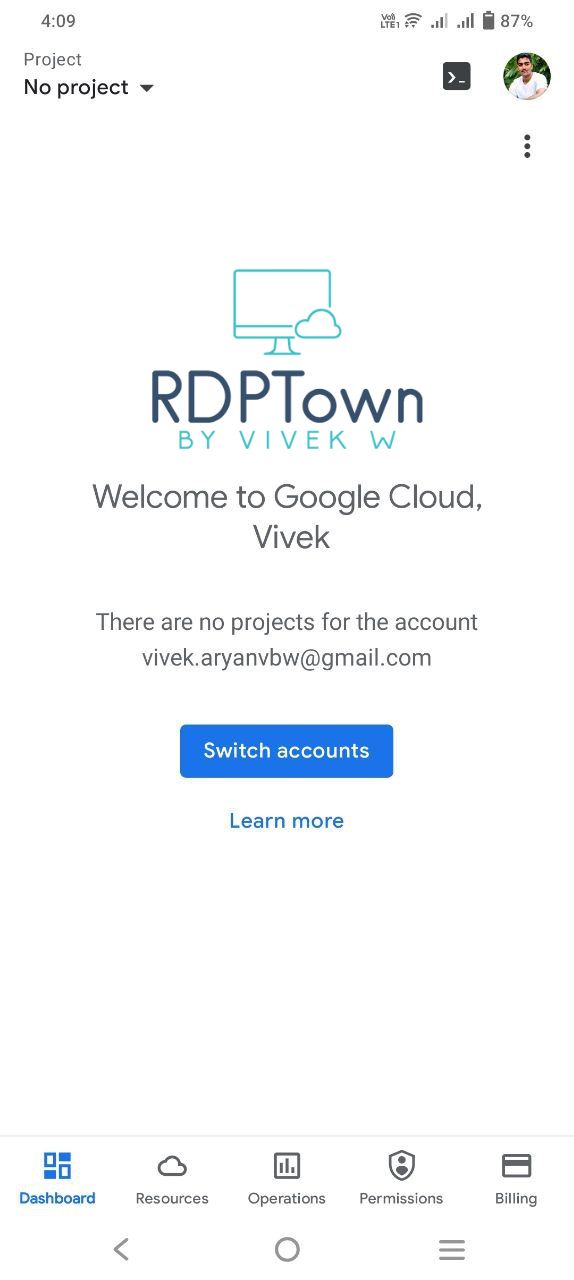 4:09
Vo LTE1
87%
Project
No project
RDPTown
BY VIVEK W
Welcome to Google Cloud,
Vivek
There are no projects for the account
vivek.aryanvbw@gmail.com
Switch accounts
Learn more
Dashboard
Resources
Operations
Permissions
Billing